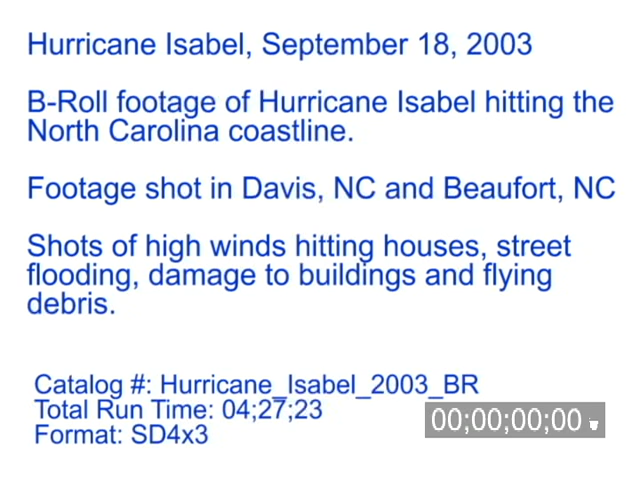 Hurricane Isabel, September 18, 2003
B-Roll footage of Hurricane Isabel hitting the
North Carolina coastline.
Footage shot in Davis, NC and Beaufort, NC
Shots of high winds hitting houses, street
flooding, damage to buildings and flying
debris.
Catalog #: Hurricane_Isabel_2003_BR
Total Run Time: 04;27;23
Format: SD4x3
00;00;00;00